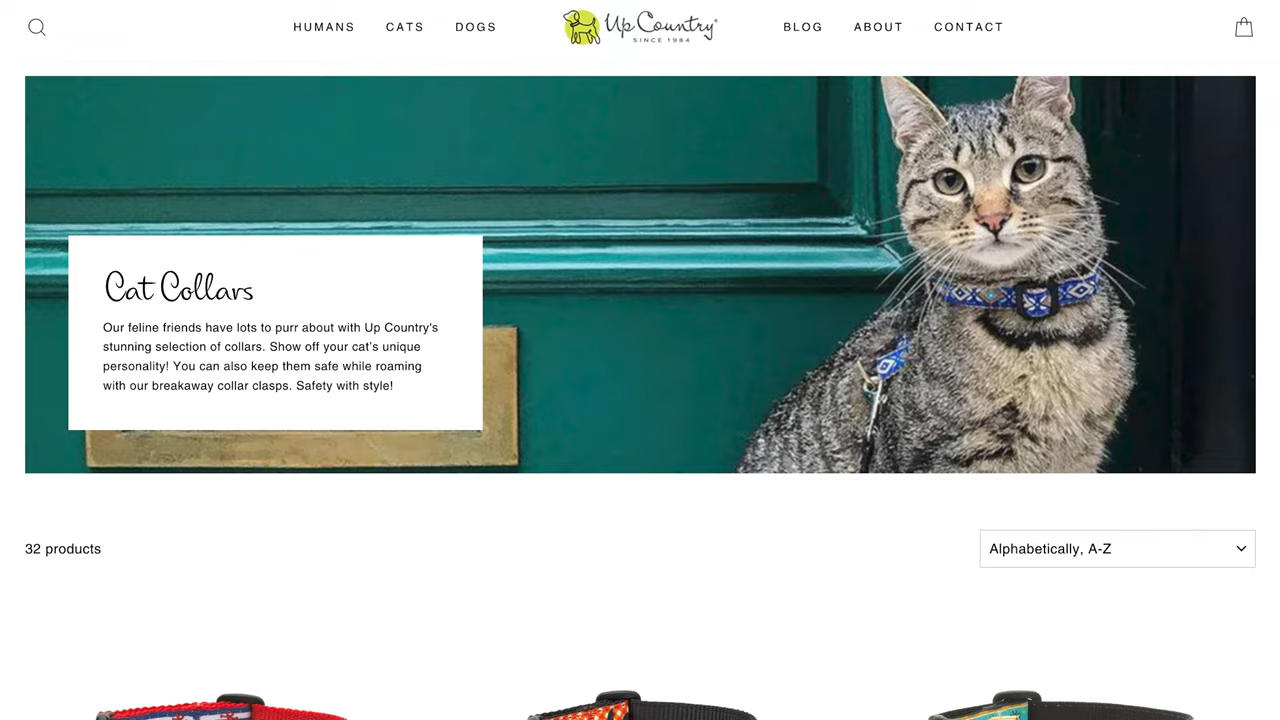 HUMANS CATS DOGS Up Country® BLOG ABOUT CONTACT
SINCE 1984
Cat Collars
Our feline friends have lots to purr about with Up Country's
stunning selection of collars. Show off your cat's unique
personality! You can also keep them safe while roaming
with our breakaway collar clasps. Safety with style!
32 products
Alphabetically, A-Z